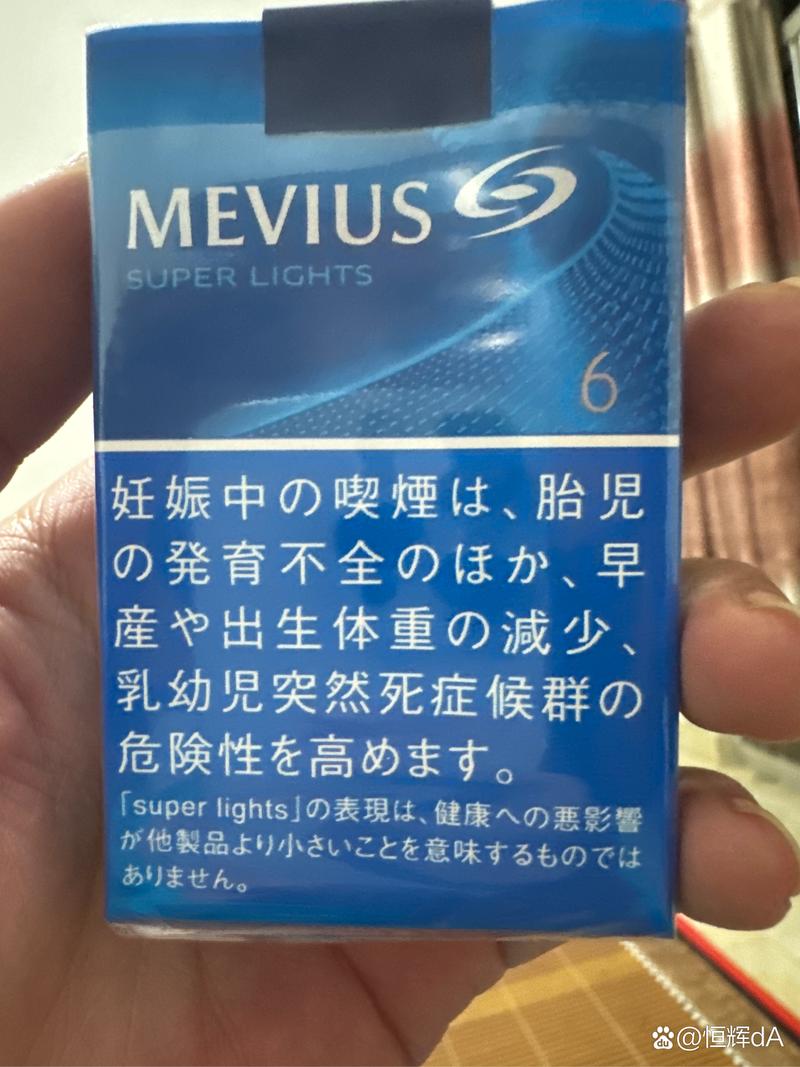 MEVIUS
SUPER LIGHTS
6
妊娠中の喫煙は、胎児
の発育不全のほか、早
産や出生体重の減少、
乳幼児突然死症候群の
危険性を高めます。
「super lights」の表現は、健康への悪影響
が他製品より小さいことを意味するものでは
ありません。
du @恒辉dA